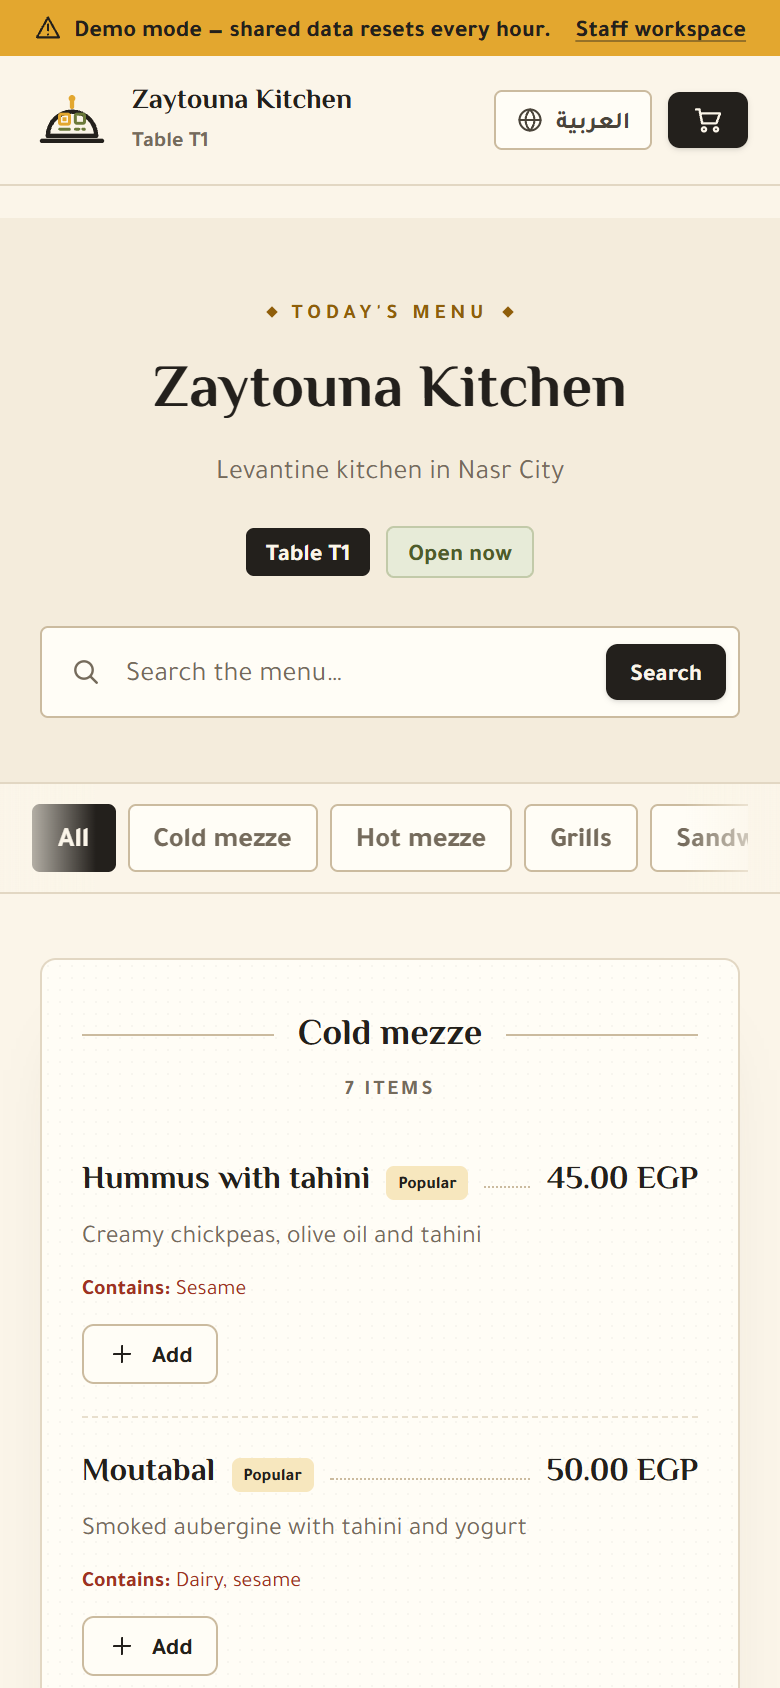 Demo mode – shared data resets every hour. Staff workspace
Zaytouna Kitchen
Table T1
العربية
◆ TODAY'S MENU ◆
Zaytouna Kitchen
Levantine kitchen in Nasr City
Table T1 Open now
Search the menu… Search
All Cold mezze Hot mezze Grills
Cold mezze
7 ITEMS
Hummus with tahini Popular 45.00 EGP
Creamy chickpeas, olive oil and tahini
Contains: Sesame
+ Add
Moutabal Popular 50.00 EGP
Smoked aubergine with tahini and yogurt
Contains: Dairy, sesame
+ Add